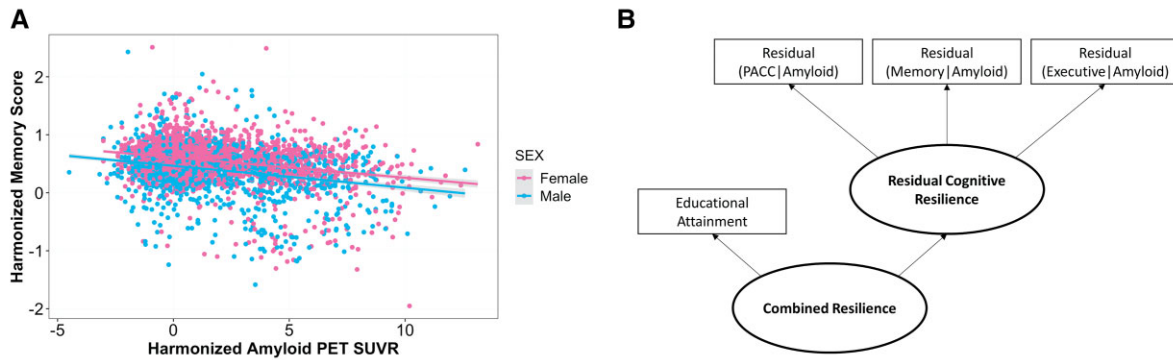 A
Harmonized Memory Score
2
1
0
-1
-2
-5
0
5
10
Harmonized Amyloid PET SUVR
SEX
Female
Male
B
Residual
(PACC|Amyloid)
Residual
(Memory|Amyloid)
Residual
(Executive|Amyloid)
Residual Cognitive
Resilience
Educational
Attainment
Combined Resilience